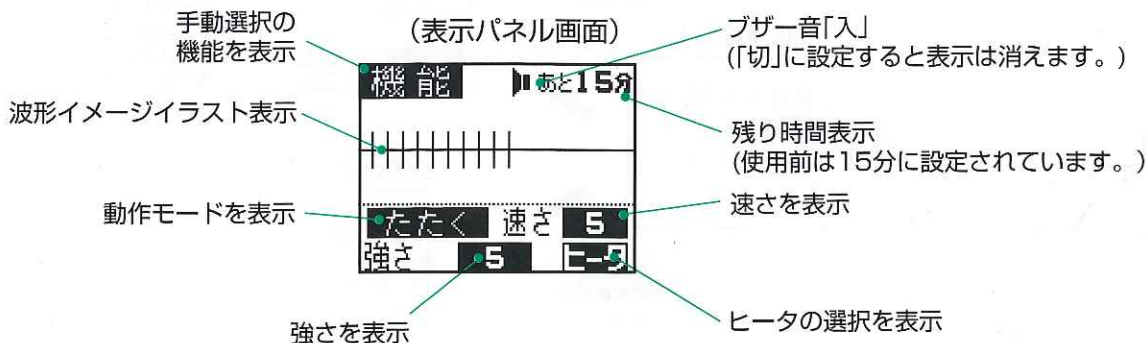 手動選択の
機能を表示
(表示パネル画面)
ブザー音「入」
(「切」に設定すると表示は消えます。)
機能 あと15分
波形イメージイラスト表示
残り時間表示
(使用前は15分に設定されています。)
動作モードを表示
たたく 速さ 5
速さを表示
強さ 5 ヒータ
強さを表示
ヒータの選択を表示